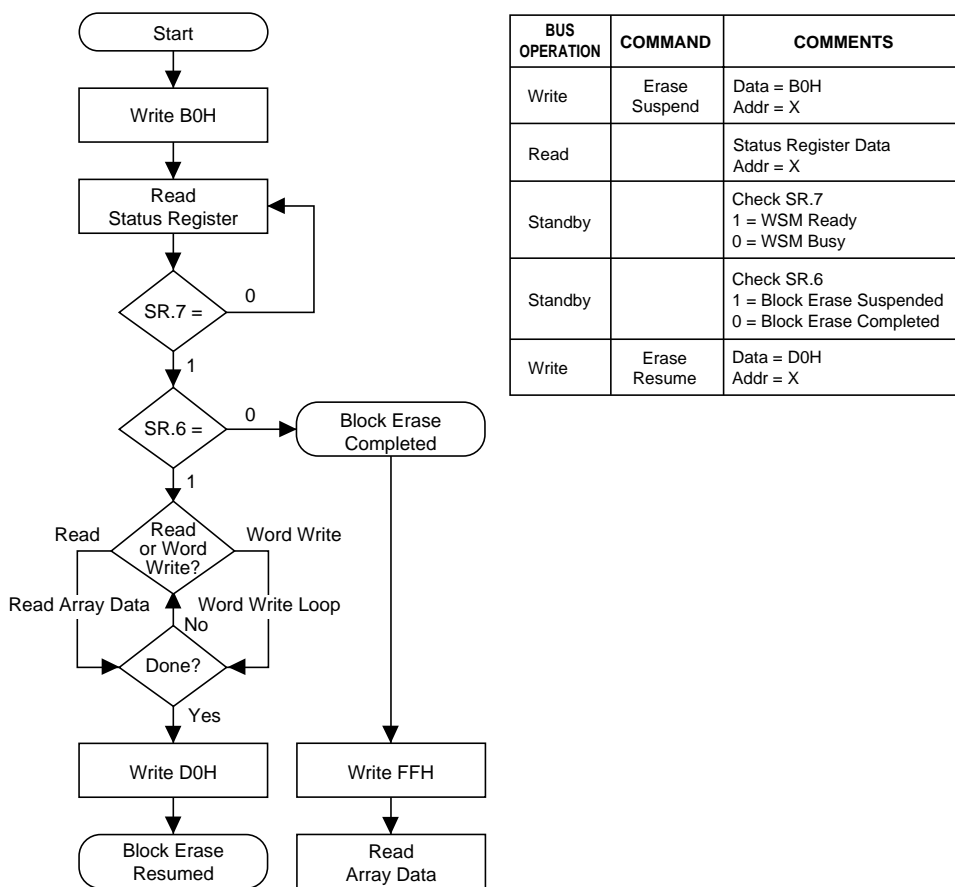 Start
Write B0H
Read
Status Register
0
SR.7 =
1
0
SR.6 =
Block Erase
Completed
1
Read
Read
or Word
Write?
Word Write
Read Array Data
Word Write Loop
No
Done?
Yes
Write D0H
Write FFH
Block Erase
Resumed
Read
Array Data
BUS
OPERATION
COMMAND
COMMENTS
Write
Erase
Suspend
Data = B0H
Addr = X
Read
Status Register Data
Addr = X
Standby
Check SR.7
1 = WSM Ready
0 = WSM Busy
Standby
Check SR.6
1 = Block Erase Suspended
0 = Block Erase Completed
Write
Erase
Resume
Data = D0H
Addr = X